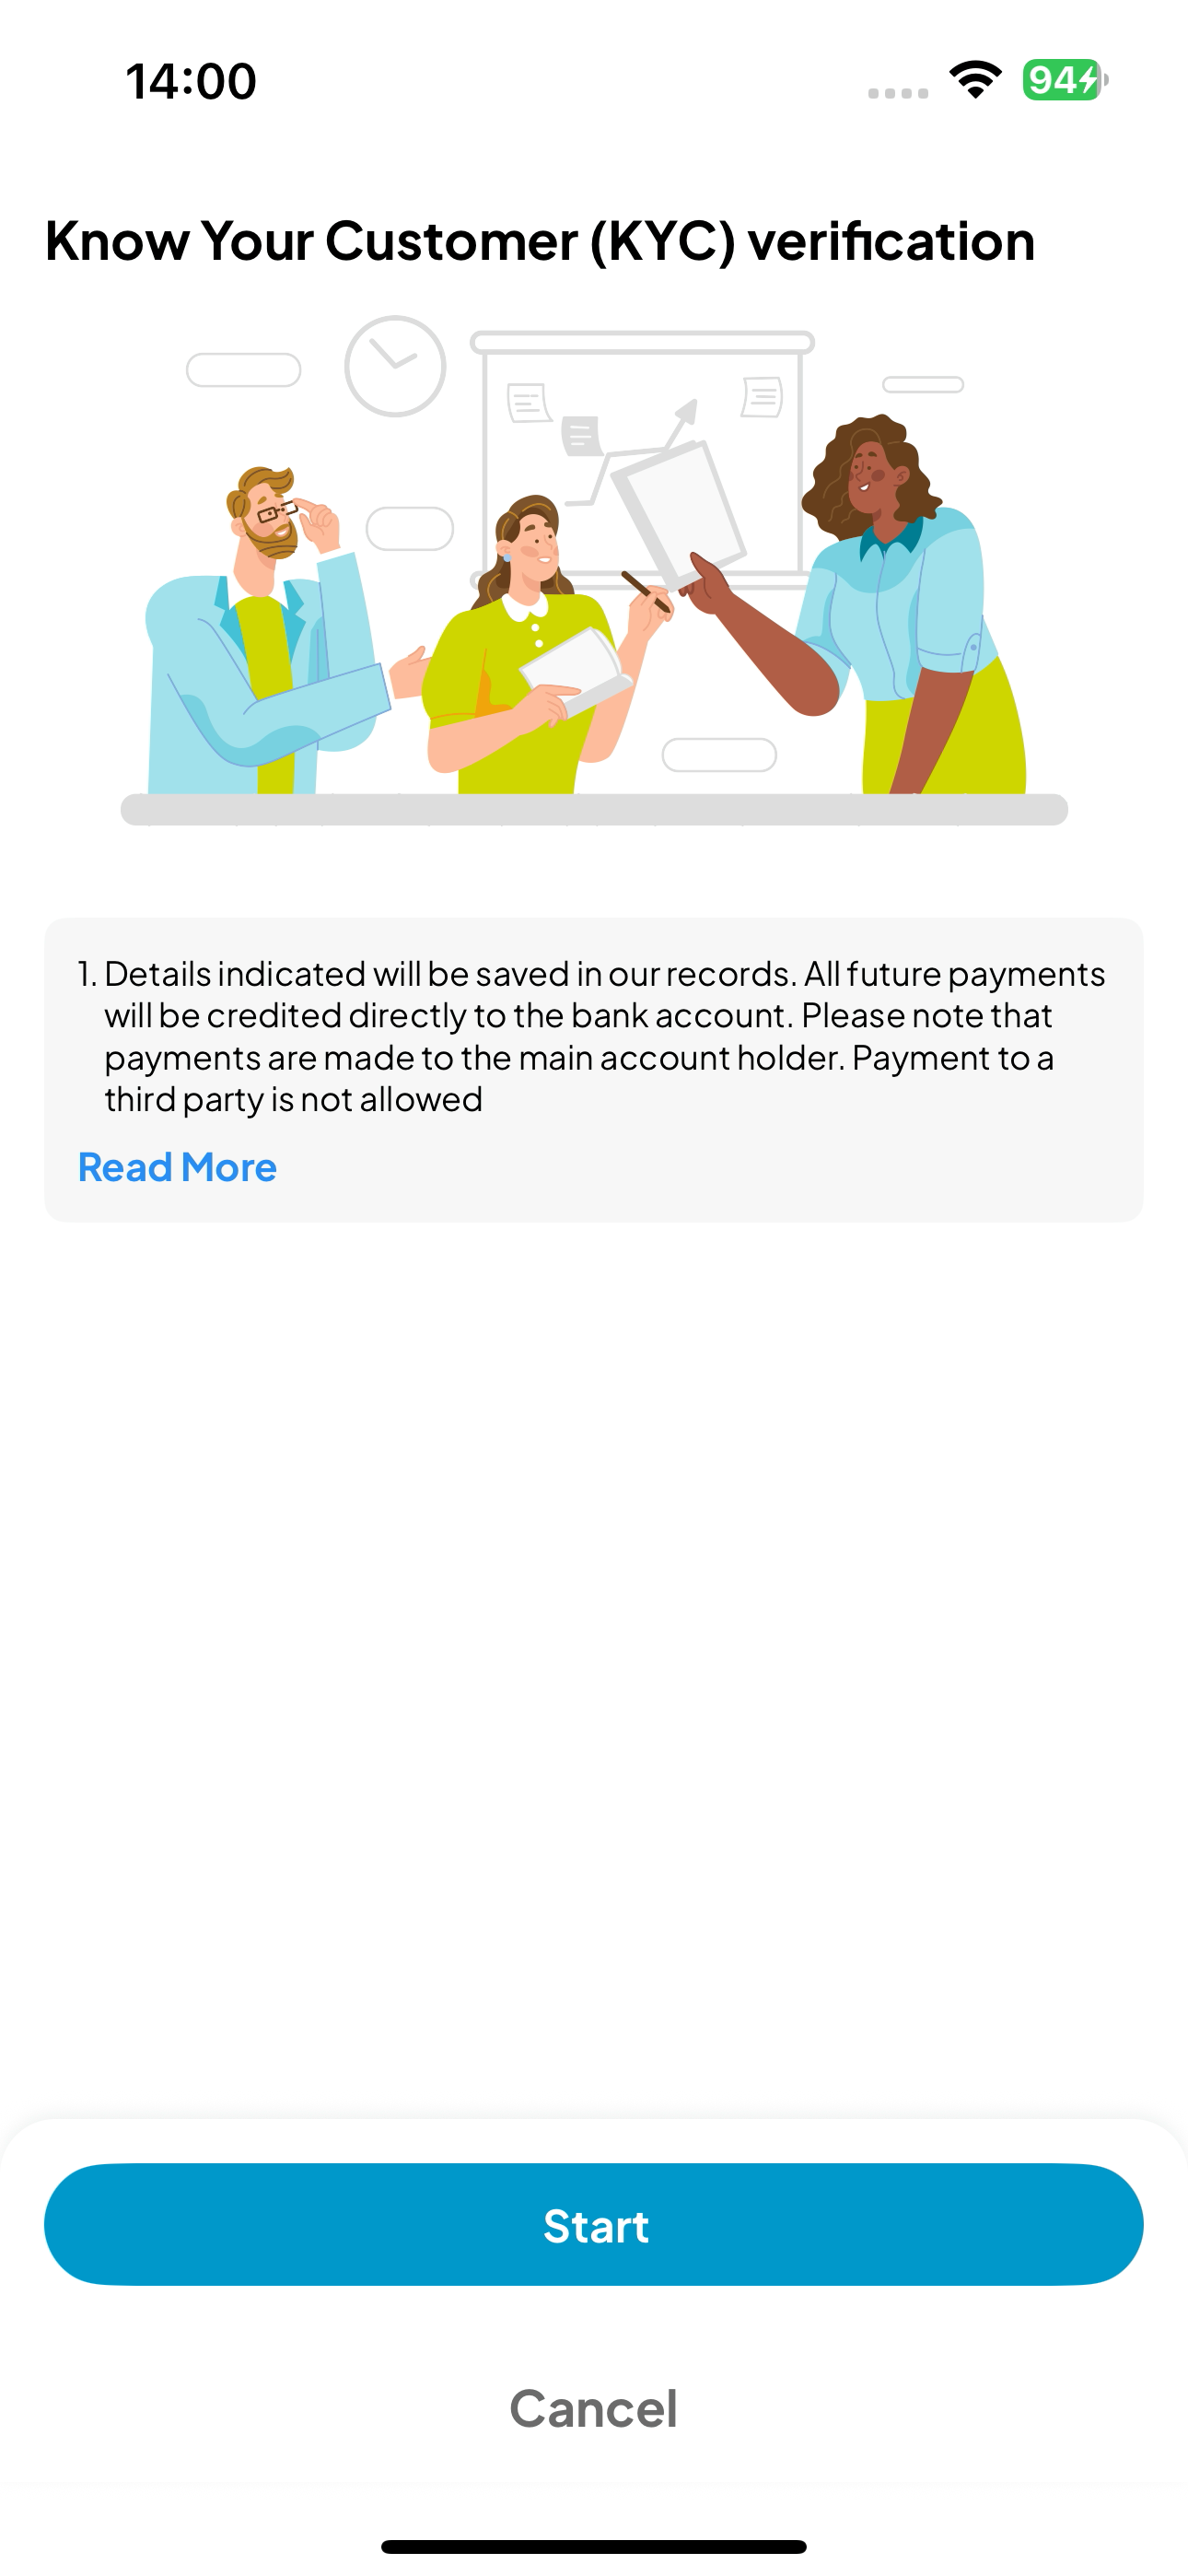 14:00
94
Know Your Customer (KYC) verification
1. Details indicated will be saved in our records. All future payments
will be credited directly to the bank account. Please note that
payments are made to the main account holder. Payment to a
third party is not allowed
Read More
Start
Cancel